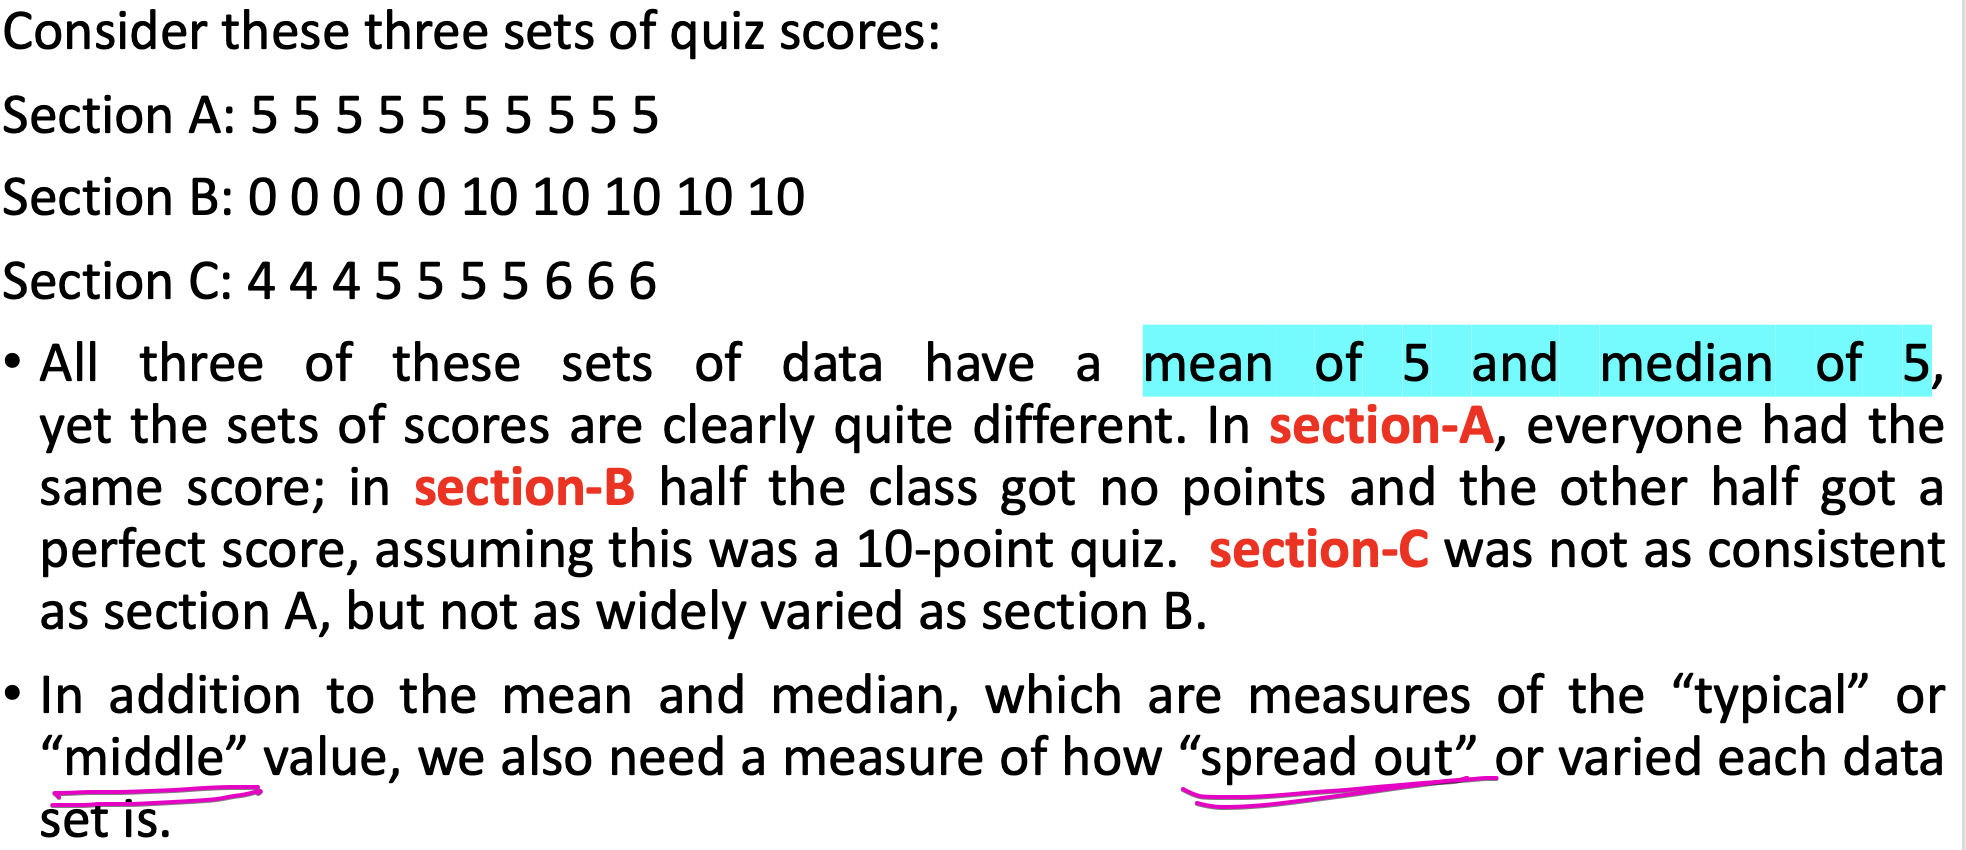 Consider these three sets of quiz scores:
Section A: 5 5 5 5 5 5 5 5 5 5
Section B: 0 0 0 0 0 10 10 10 10 10
Section C: 4 4 4 5 5 5 5 6 6 6
• All three of these sets of data have a mean of 5 and median of 5,
yet the sets of scores are clearly quite different. In section-A, everyone had the
same score; in section-B half the class got no points and the other half got a
perfect score, assuming this was a 10-point quiz. section-C was not as consistent
as section A, but not as widely varied as section B.
• In addition to the mean and median, which are measures of the “typical” or
“middle” value, we also need a measure of how “spread out” or varied each data
set is.